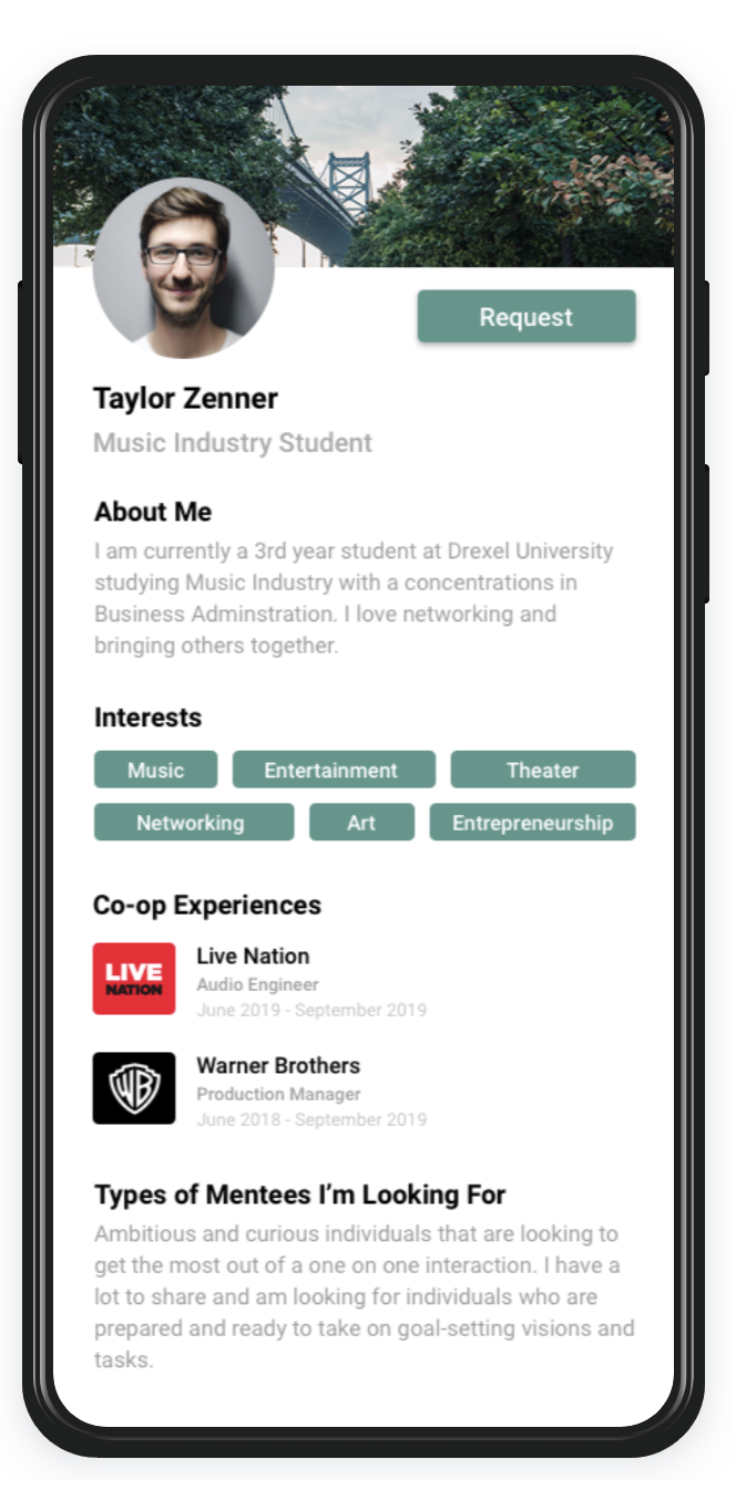 Request
Taylor Zenner
Music Industry Student
About Me
I am currently a 3rd year student at Drexel University
studying Music Industry with a concentrations in
Business Adminstration. I love networking and
bringing others together.
Interests
Music Entertainment Theater
Networking Art Entrepreneurship
Co-op Experiences
LIVE
NATION
Live Nation
Audio Engineer
June 2019 - September 2019
WB
Warner Brothers
Production Manager
June 2018 - September 2019
Types of Mentees I’m Looking For
Ambitious and curious individuals that are looking to
get the most out of a one on one interaction. I have a
lot to share and am looking for individuals who are
prepared and ready to take on goal-setting visions and
tasks.